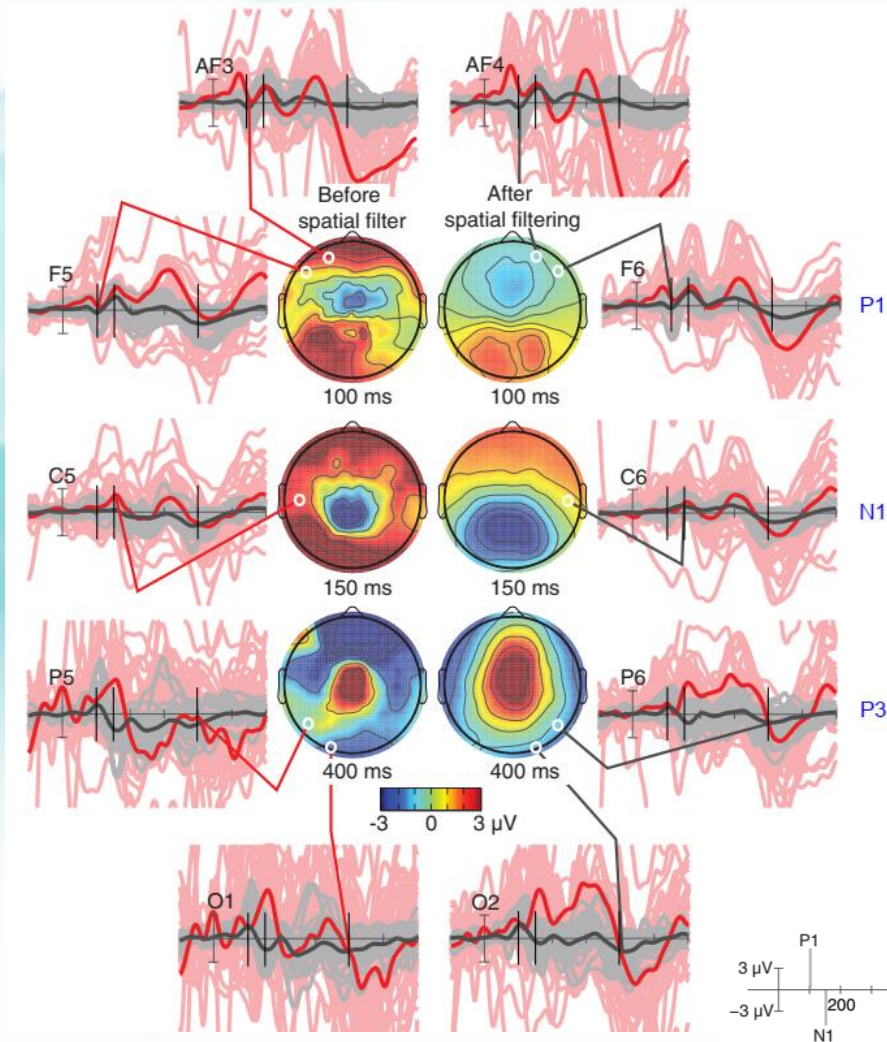 AF3
AF4
Before
spatial filter
After
spatial filtering
F5
F6
P1
100 ms
100 ms
C5
C6
N1
150 ms
150 ms
P5
P6
P3
400 ms
400 ms
-3 0 3 µV
O1
O2
P1
3 µV
200
−3 µV
N1